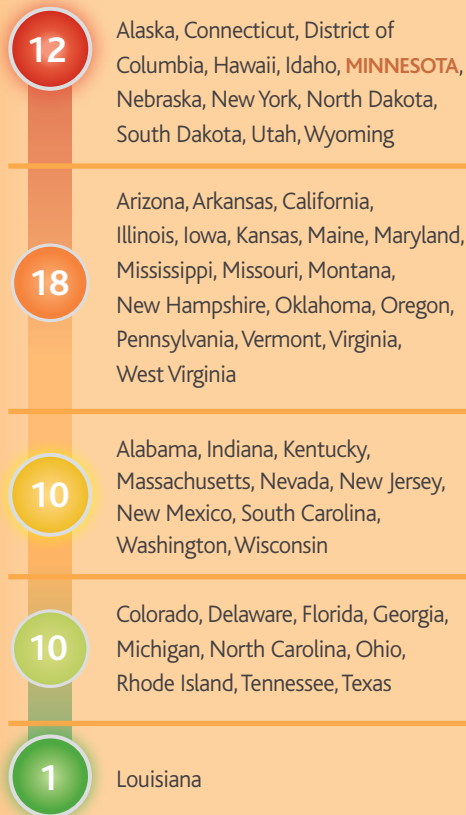 12
Alaska, Connecticut, District of
Columbia, Hawaii, Idaho, MINNESOTA,
Nebraska, New York, North Dakota,
South Dakota, Utah, Wyoming
18
Arizona, Arkansas, California,
Illinois, Iowa, Kansas, Maine, Maryland,
Mississippi, Missouri, Montana,
New Hampshire, Oklahoma, Oregon,
Pennsylvania, Vermont, Virginia,
West Virginia
10
Alabama, Indiana, Kentucky,
Massachusetts, Nevada, New Jersey,
New Mexico, South Carolina,
Washington, Wisconsin
10
Colorado, Delaware, Florida, Georgia,
Michigan, North Carolina, Ohio,
Rhode Island, Tennessee, Texas
1
Louisiana